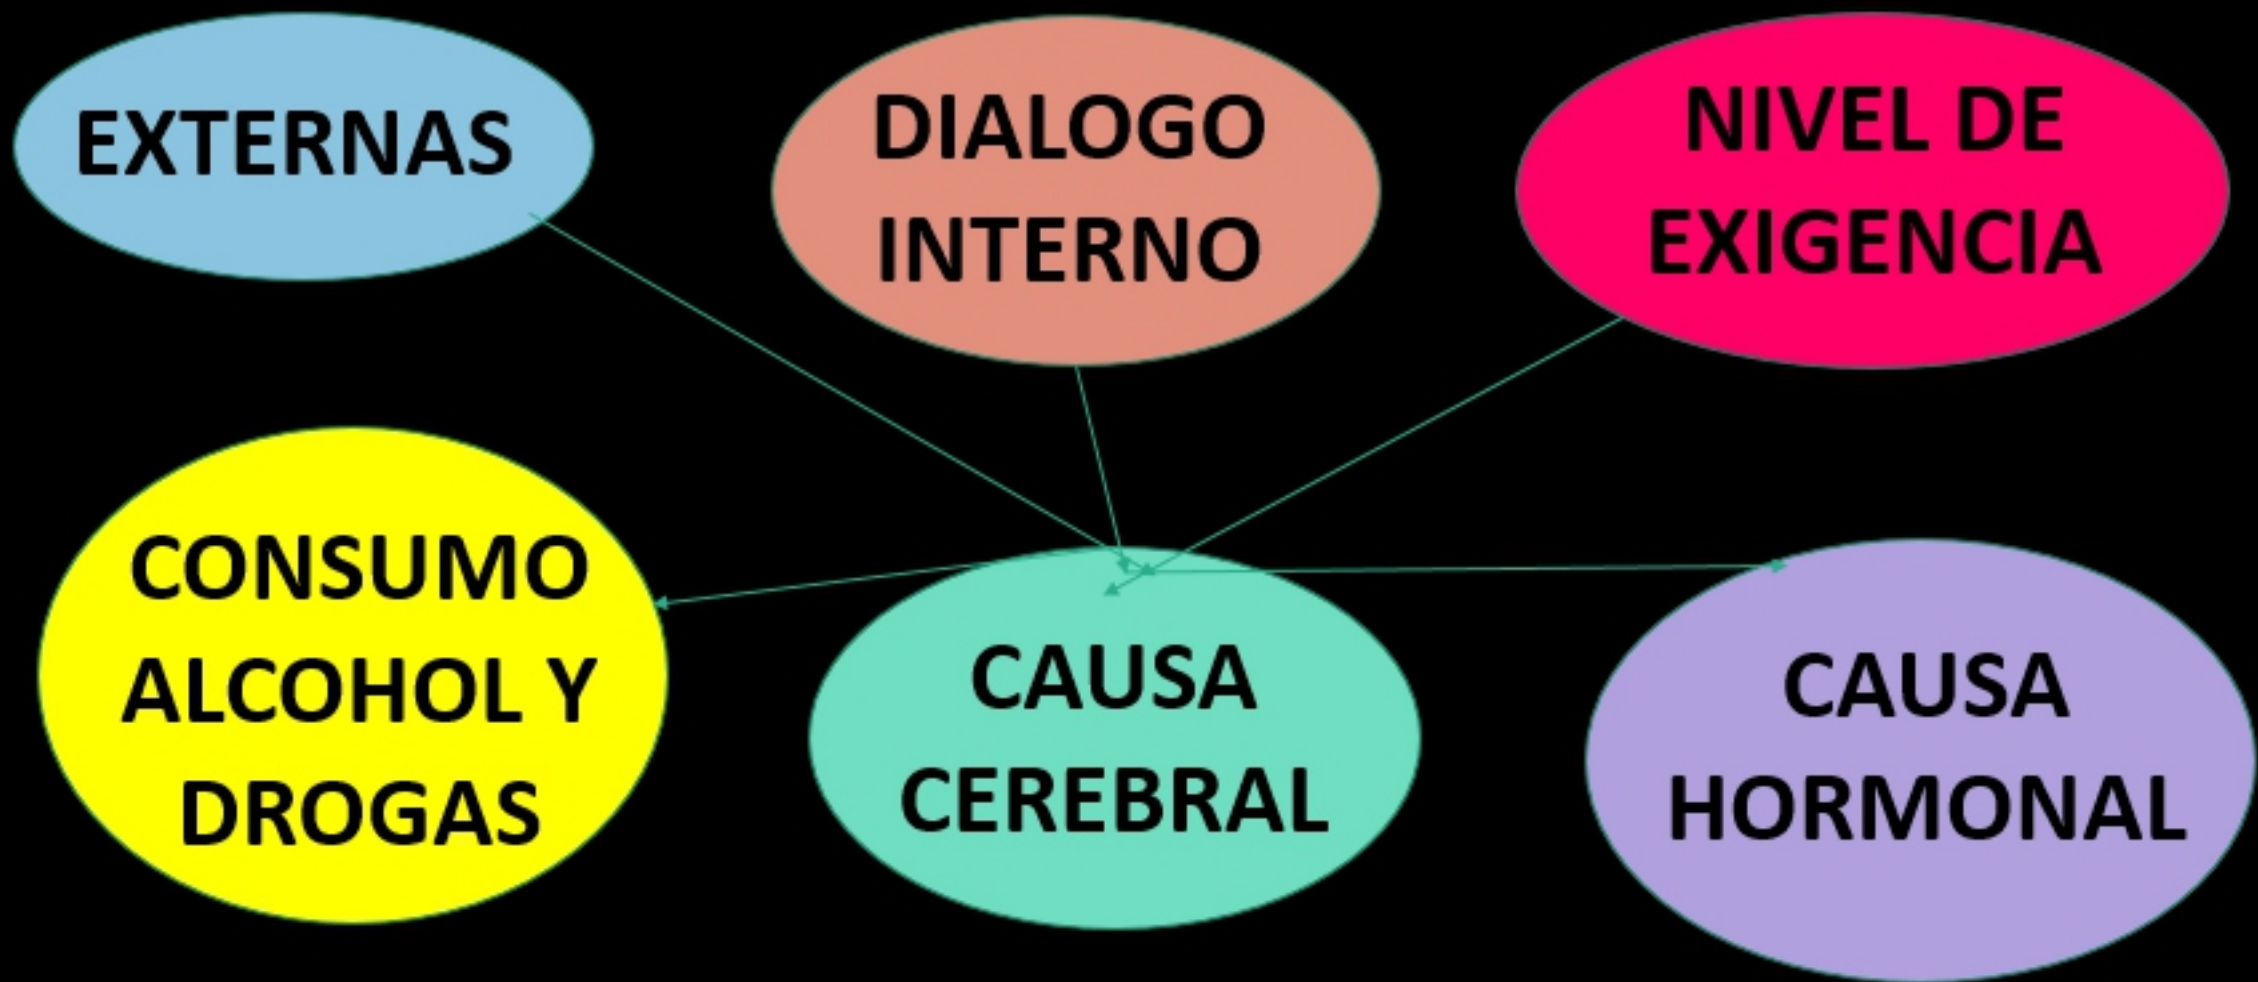 EXTERNAS
DIALOGO
INTERNO
NIVEL DE
EXIGENCIA
CONSUMO
ALCOHOL Y
DROGAS
CAUSA
CEREBRAL
CAUSA
HORMONAL